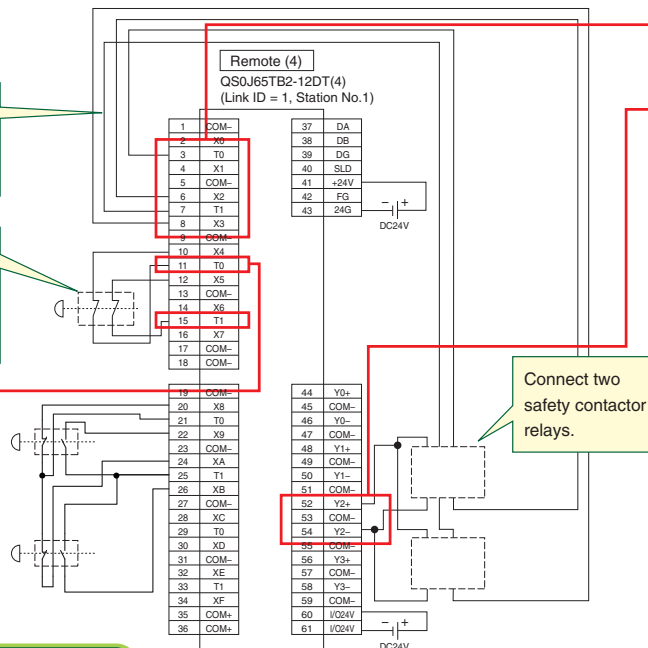 Remote (4)
QS0J65TB2-12DT(4)
(Link ID = 1, Station No.1)
1 COM–
2 X0
3 T0
4 X1
5 COM–
6 X2
7 T1
8 X3
9 COM–
10 X4
11 T0
12 X5
13 COM–
14 X6
15 T1
16 X7
17 COM–
18 COM–
19 COM–
20 X8
21 T0
22 X9
23 COM–
24 XA
25 T1
26 XB
27 COM–
28 XC
29 T0
30 XD
31 COM–
32 XE
33 T1
34 XF
35 COM+
36 COM+
37 DA
38 DB
39 DG
40 SLD
41 +24V
42 FG
43 24G
– +
DC24V
44 Y0+
45 COM–
46 Y0–
47 COM–
48 Y1+
49 COM–
50 Y1–
51 COM–
52 Y2+
53 COM–
54 Y2–
55 COM–
56 Y3+
57 COM–
58 Y3–
59 COM–
60 I/O24V
61 I/O24V
– +
DC24V
Connect two
safety contactor
relays.